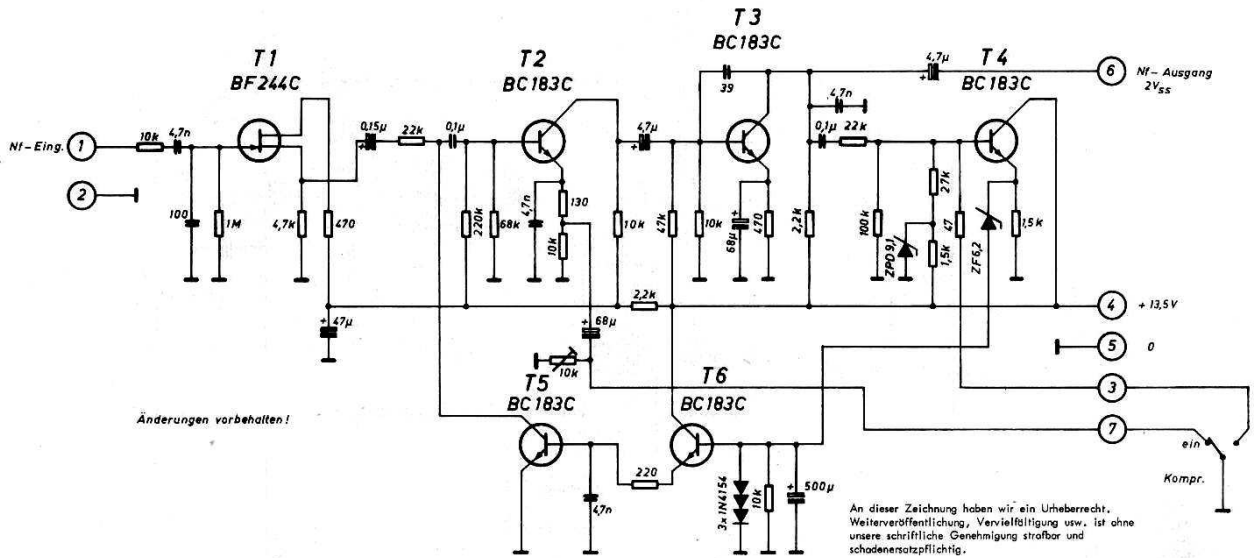 T3
BC183C
T1
BF244C
T2
BC183C
T4
BC183C
39
4,7µ
+
6
Nf-Ausgang
2Vss
4,7n
Nf-Eing.
1
10k
4,7n
0,15µ
+
22k
0,1µ
4,7µ
+
0,1µ
22k
2
100
1M
4,7k
470
220k
68k
4,7n
130
10k
10k
47k
10k
68µ
+
470
2,2k
100k
ZPD9,1
27k
1,5k
47
ZF6,2
1,5k
2,2k
4
+ 13,5V
+
47µ
+
68µ
5
0
10k
3
T5
BC183C
T6
BC183C
7
ein
Kompr.
Änderungen vorbehalten!
4,7n
220
3x1N4154
10k
+
500µ
An dieser Zeichnung haben wir ein Urheberrecht.
Weiterveröffentlichung, Vervielfältigung usw. ist ohne
unsere schriftliche Genehmigung strafbar und
schadenersatzpflichtig.